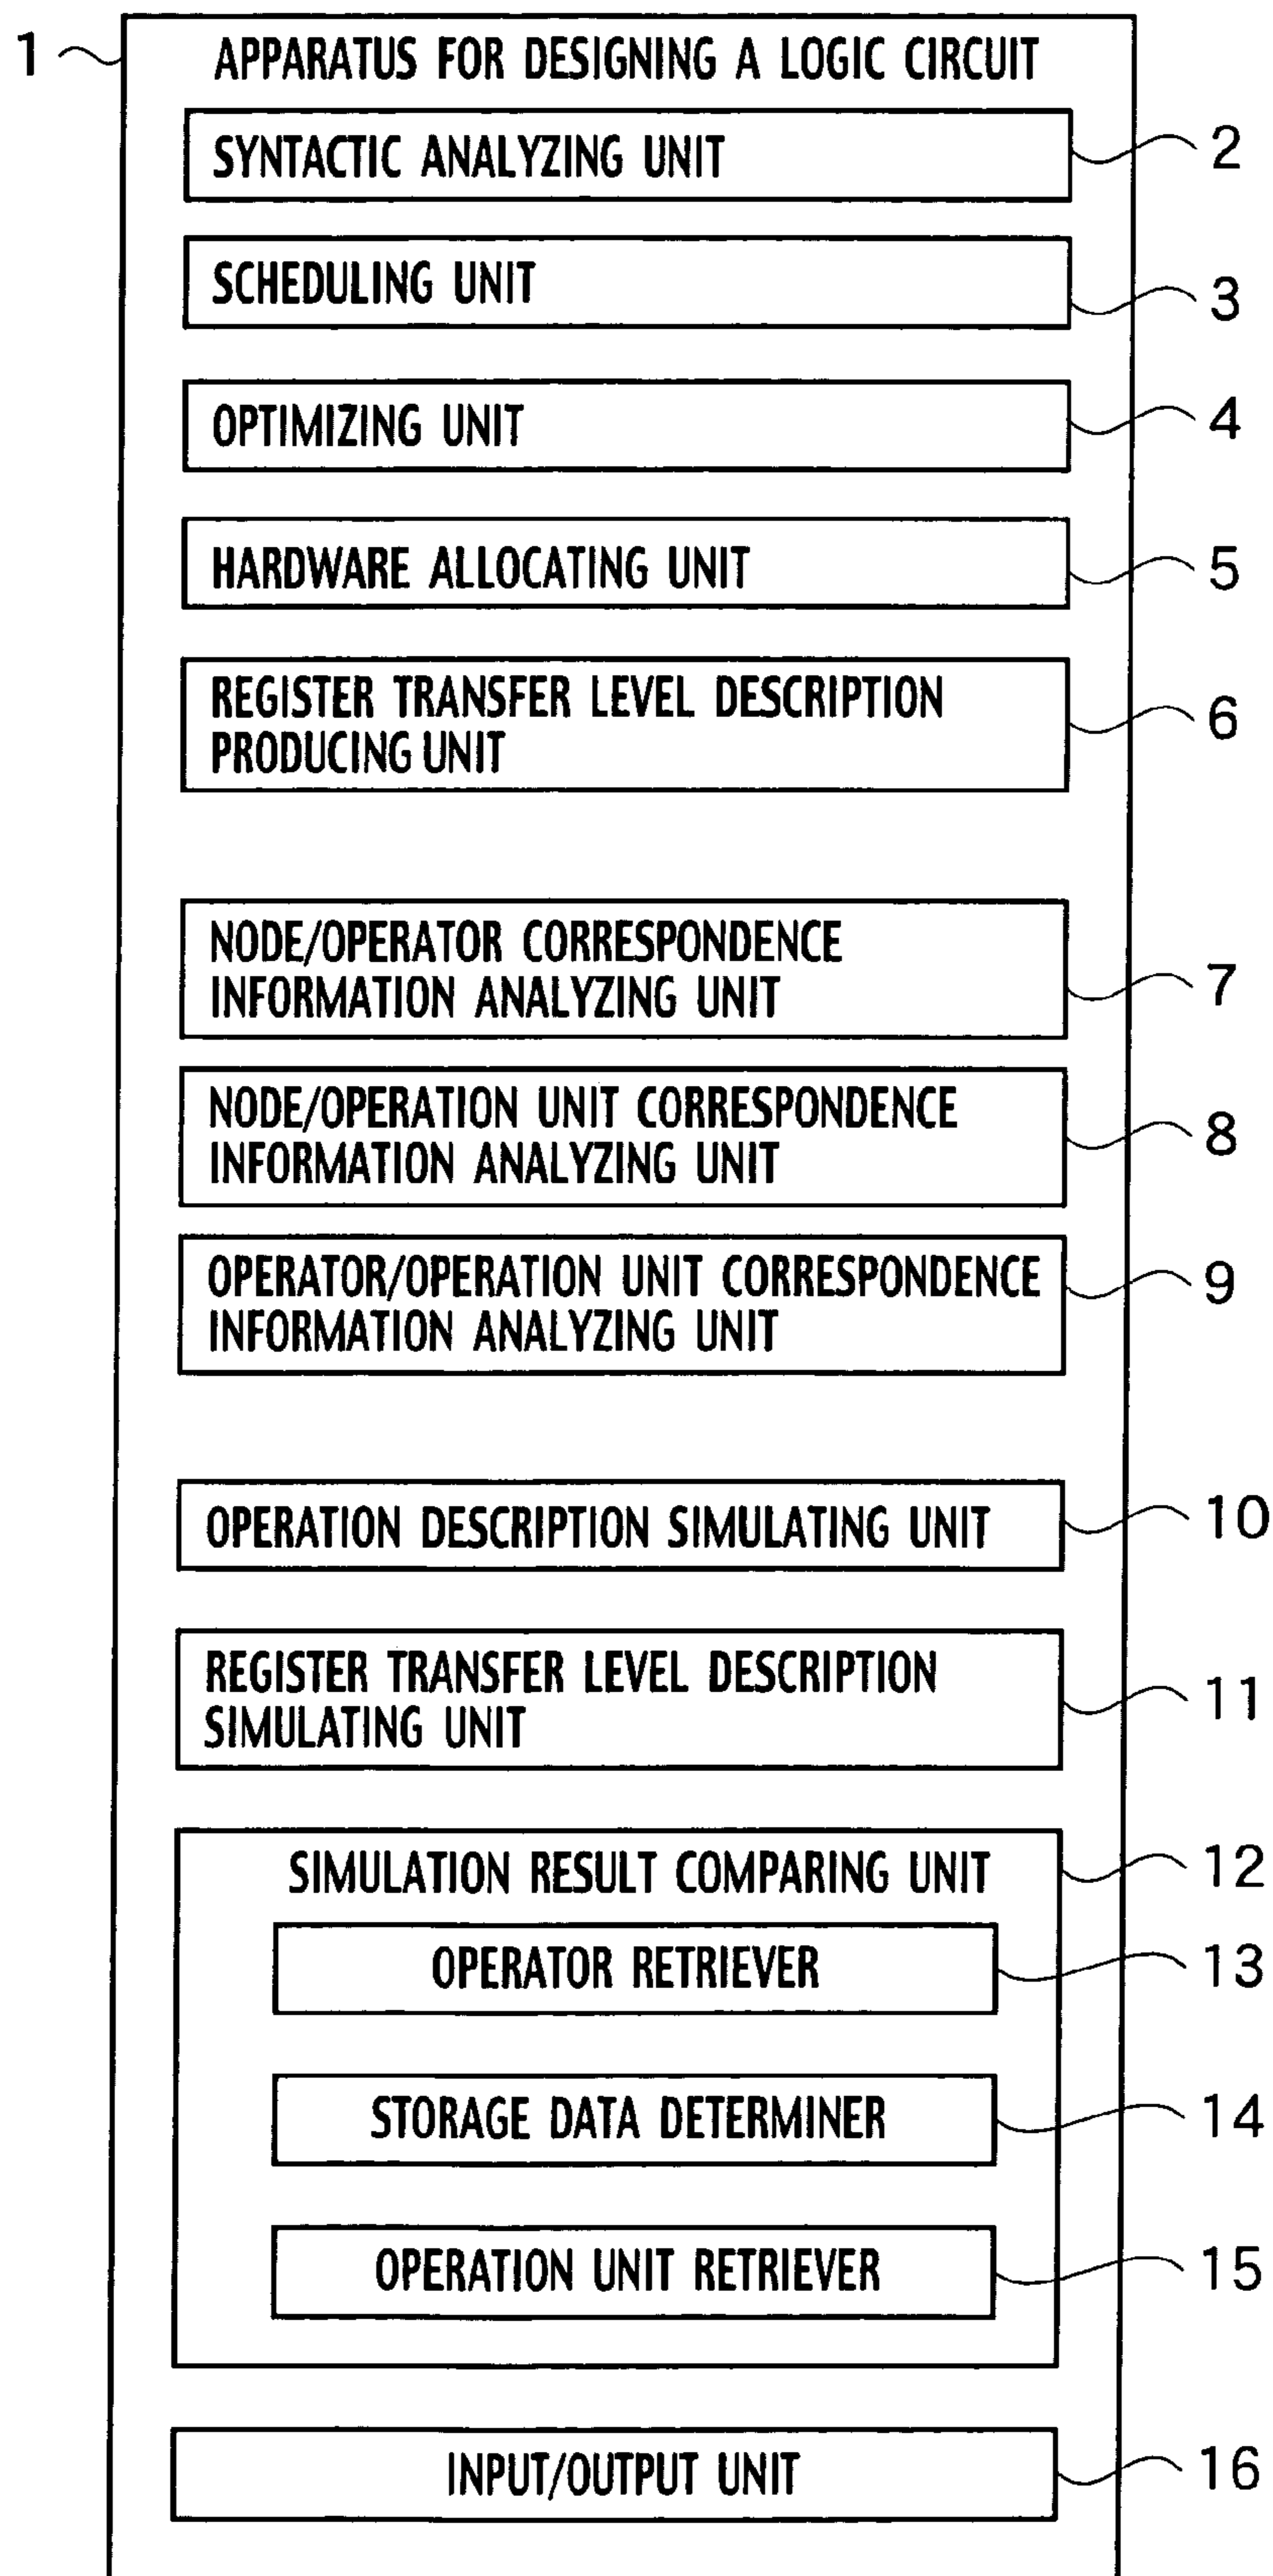 1
APPARATUS FOR DESIGNING A LOGIC CIRCUIT
SYNTACTIC ANALYZING UNIT
2
SCHEDULING UNIT
3
OPTIMIZING UNIT
4
HARDWARE ALLOCATING UNIT
5
REGISTER TRANSFER LEVEL DESCRIPTION
PRODUCING UNIT
6
NODE/OPERATOR CORRESPONDENCE
INFORMATION ANALYZING UNIT
7
NODE/OPERATION UNIT CORRESPONDENCE
INFORMATION ANALYZING UNIT
8
OPERATOR/OPERATION UNIT CORRESPONDENCE
INFORMATION ANALYZING UNIT
9
OPERATION DESCRIPTION SIMULATING UNIT
10
REGISTER TRANSFER LEVEL DESCRIPTION
SIMULATING UNIT
11
SIMULATION RESULT COMPARING UNIT
12
OPERATOR RETRIEVER
13
STORAGE DATA DETERMINER
14
OPERATION UNIT RETRIEVER
15
INPUT/OUTPUT UNIT
16